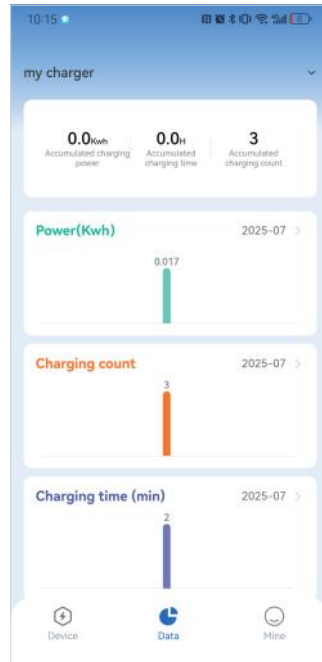 10:15
my charger
0.0Kwh 0.0H 3
Accumulated charging power
Accumulated charging time
Accumulated charging count
Power(Kwh) 2025-07
0.017
Charging count 2025-07
3
Charging time (min) 2025-07
2
Device Data Mine